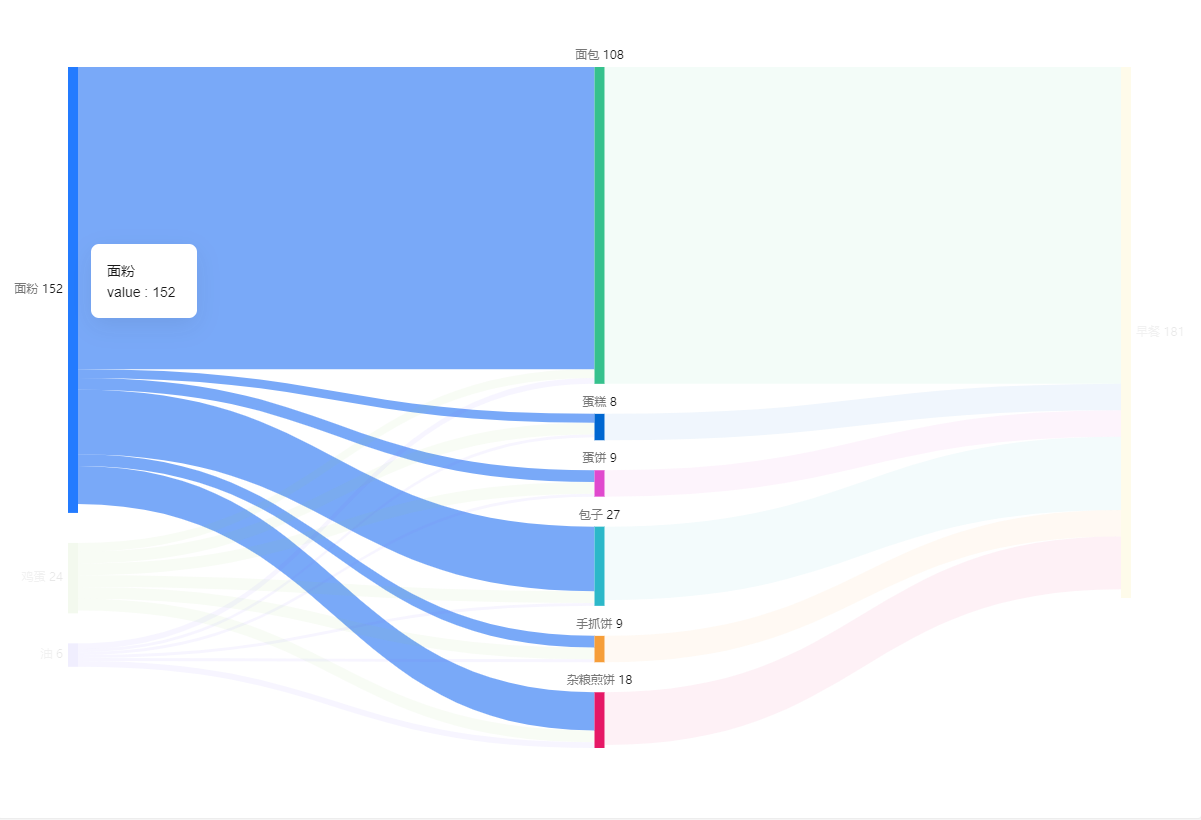 面包 108
面粉 152
面粉
value : 152
早餐 181
蛋糕 8
蛋饼 9
包子 27
鸡蛋 24
手抓饼 9
油 6
杂粮煎饼 18